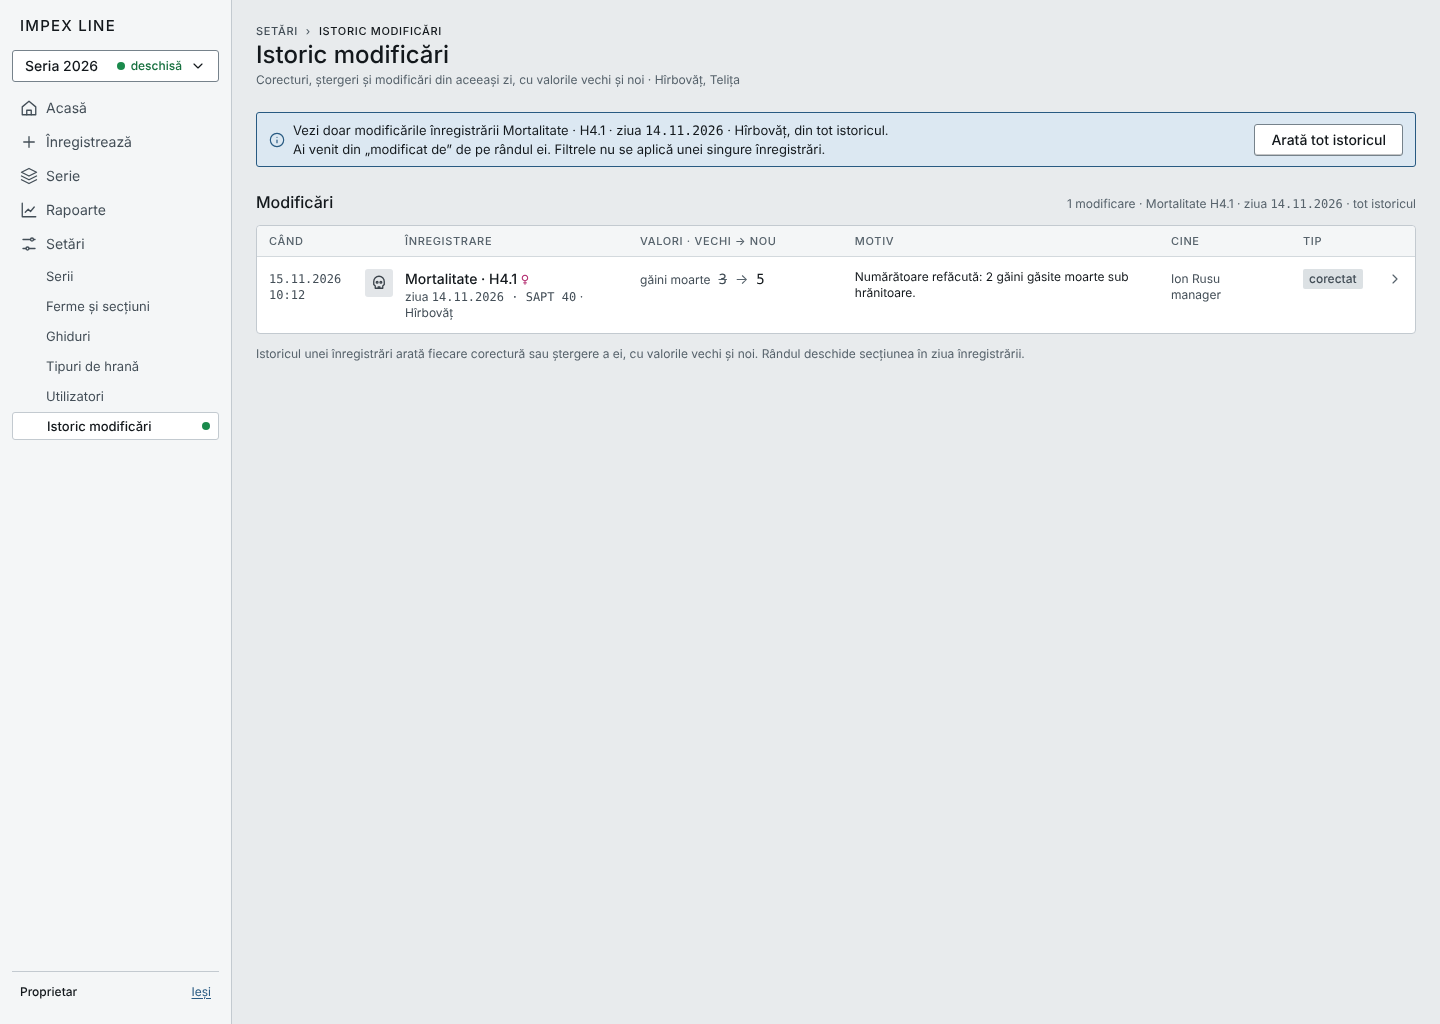 IMPEX LINE
Seria 2026 deschisă
Acasă
Înregistrează
Serie
Rapoarte
Setări
Serii
Ferme și secțiuni
Ghiduri
Tipuri de hrană
Utilizatori
Istoric modificări
Proprietar Ieși
SETĂRI › ISTORIC MODIFICĂRI
Istoric modificări
Corecturi, ștergeri și modificări din aceeași zi, cu valorile vechi și noi · Hîrbovăț, Telița
Vezi doar modificările înregistrării Mortalitate · H4.1 · ziua 14.11.2026 · Hîrbovăț, din tot istoricul.
Ai venit din „modificat de” de pe rândul ei. Filtrele nu se aplică unei singure înregistrări.
Arată tot istoricul
Modificări
1 modificare · Mortalitate H4.1 · ziua 14.11.2026 · tot istoricul
CÂND ÎNREGISTRARE VALORI · VECHI → NOU MOTIV CINE TIP
15.11.2026
10:12
Mortalitate · H4.1 ♀
ziua 14.11.2026 · SAPT 40 ·
Hîrbovăț
găini moarte 3 → 5
Numărătoare refăcută: 2 găini găsite moarte sub
hrănitoare.
Ion Rusu
manager
corectat
Istoricul unei înregistrări arată fiecare corectură sau ștergere a ei, cu valorile vechi și noi. Rândul deschide secțiunea în ziua înregistrării.